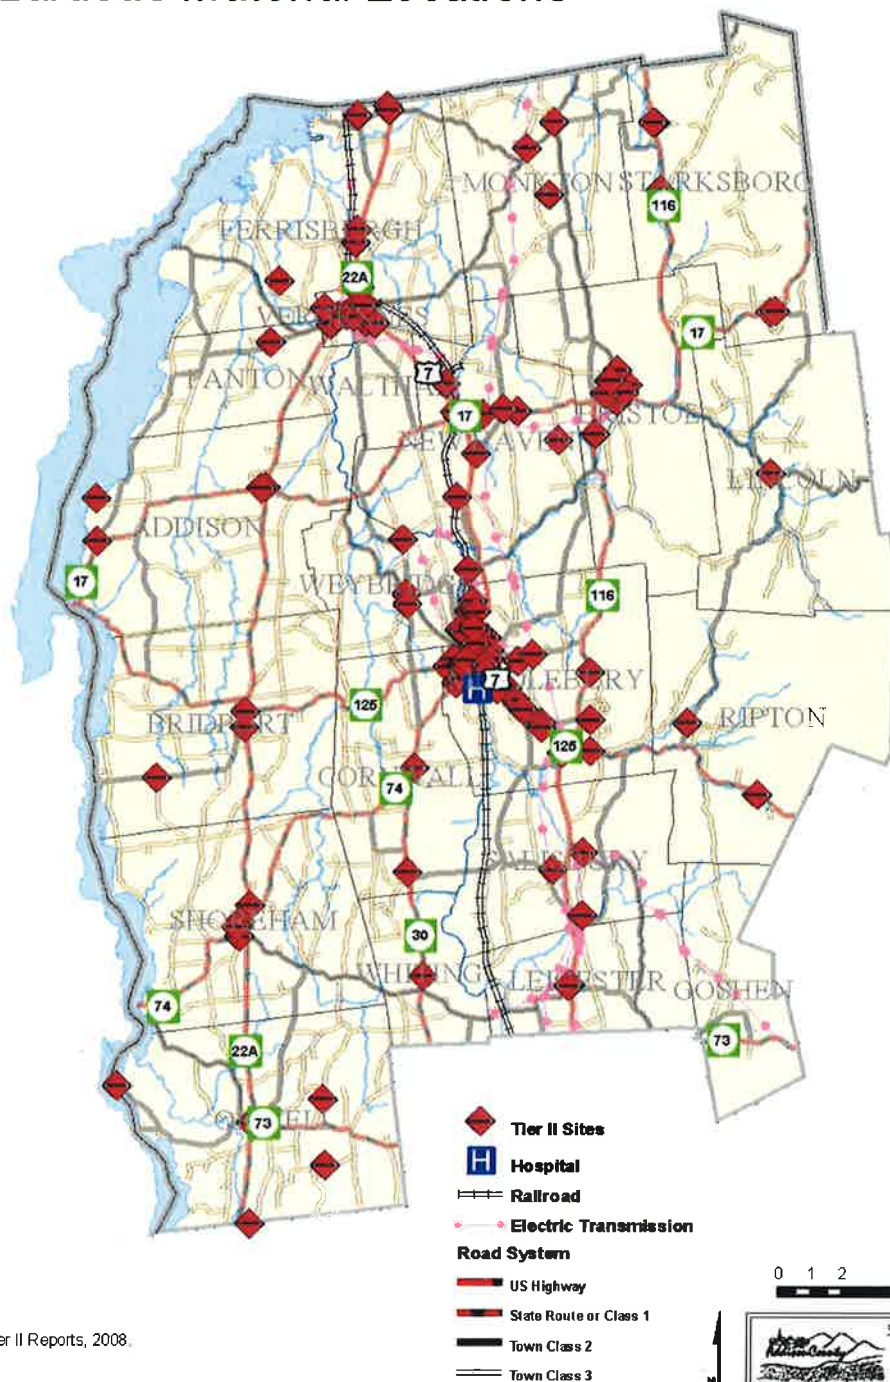 MONKTON
STARKSBORO
116
FERRISBURGH
22A
17
7
PANTON
WALTHAM
17
NEW HAVEN
BRISTOL
LINCOLN
ADDISON
17
WEYBRIDGE
116
7
H
MIDDLEBURY
125
BRIDPORT
RIPTON
125
CORNWALL
74
SALISBURY
SHOREHAM
30
WHITING
LEICESTER
GOSHEN
74
73
22A
73
Tier II Sites
H Hospital
Railroad
Electric Transmission
Road System
US Highway
State Route or Class 1
Town Class 2
Town Class 3
0 1 2
er II Reports, 2008.
Addison County